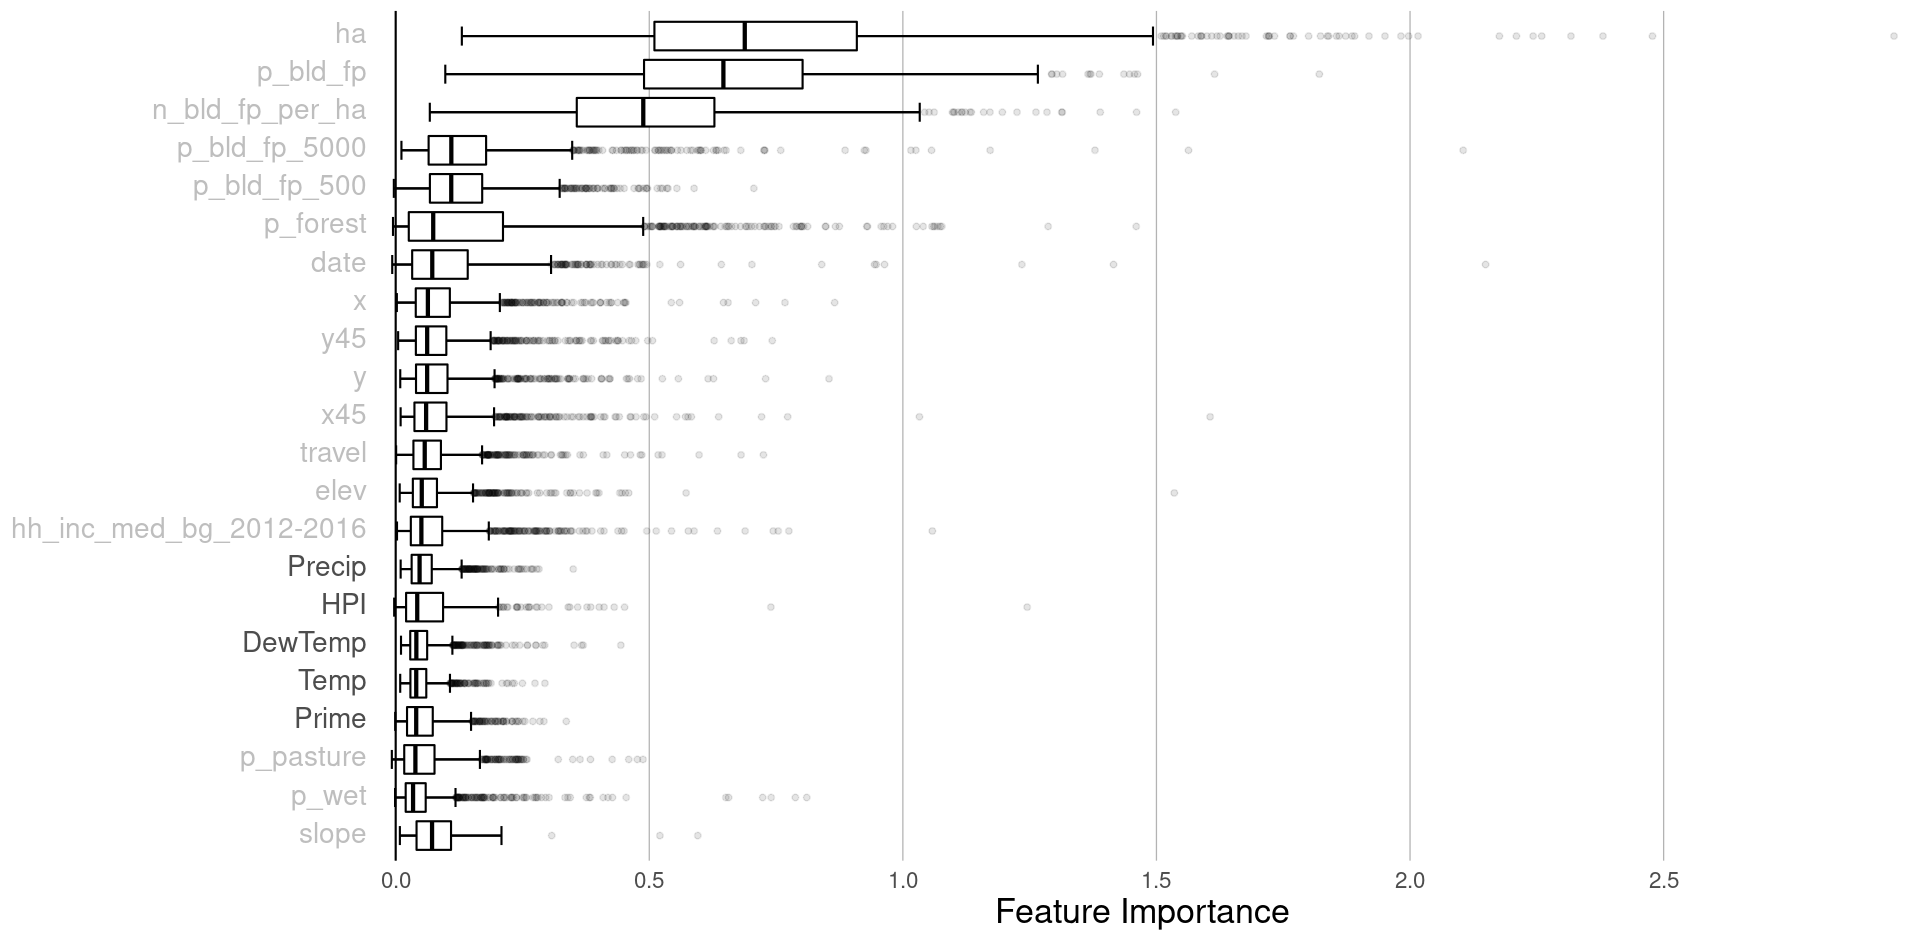 ha
p_bld_fp
n_bld_fp_per_ha
p_bld_fp_5000
p_bld_fp_500
p_forest
date
x
y45
y
x45
travel
elev
hh_inc_med_bg_2012-2016
Precip
HPI
DewTemp
Temp
Prime
p_pasture
p_wet
slope
0.0 0.5 1.0 1.5 2.0 2.5
Feature Importance